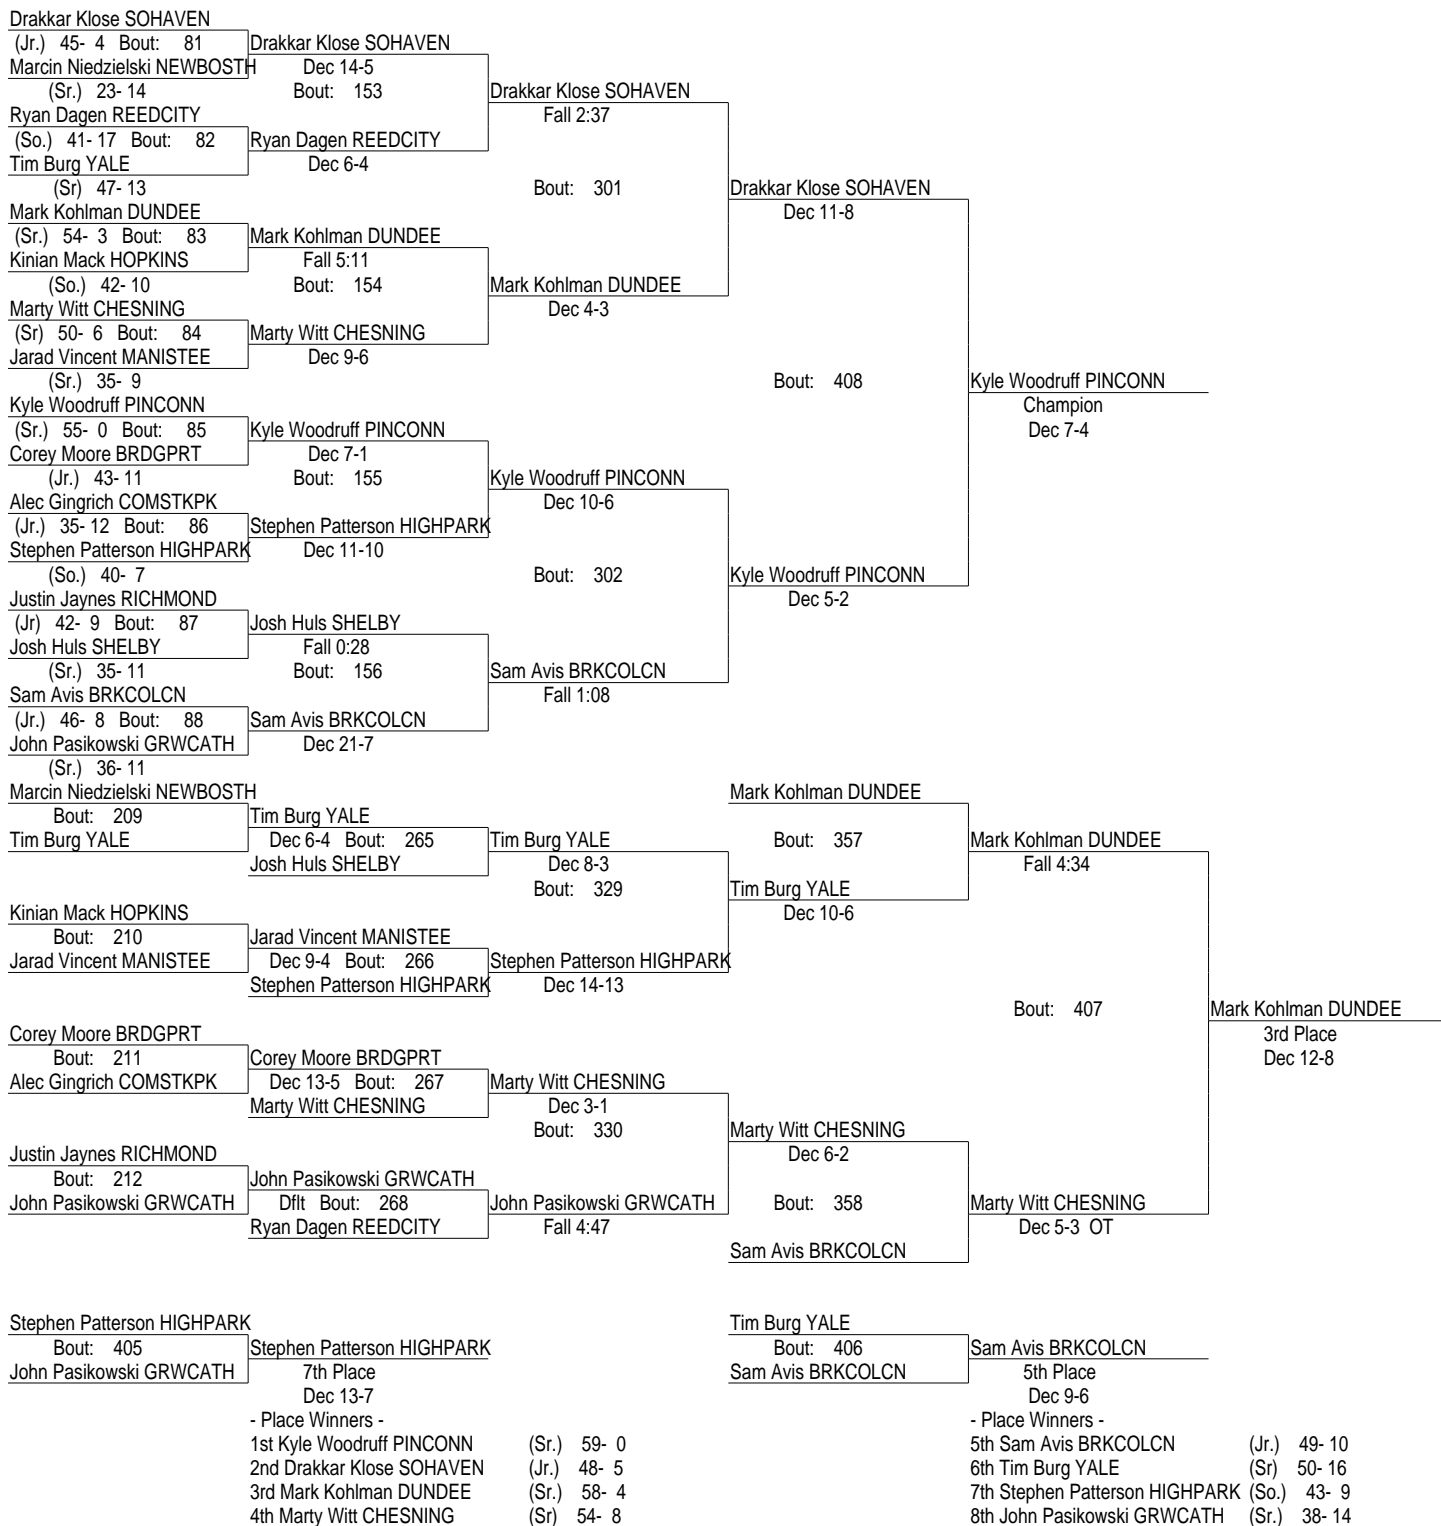 Drakkar Klose SOHAVEN
(Jr.) 45- 4 Bout: 81 Drakkar Klose SOHAVEN
Marcin Niedzielski NEWBOSTH Dec 14-5
(Sr.) 23- 14 Bout: 153 Drakkar Klose SOHAVEN
Ryan Dagen REEDCITY Fall 2:37
(So.) 41- 17 Bout: 82 Ryan Dagen REEDCITY
Tim Burg YALE Dec 6-4
(Sr) 47- 13 Bout: 301 Drakkar Klose SOHAVEN
Mark Kohlman DUNDEE Dec 11-8
(Sr.) 54- 3 Bout: 83 Mark Kohlman DUNDEE
Kinian Mack HOPKINS Fall 5:11
(So.) 42- 10 Bout: 154 Mark Kohlman DUNDEE
Marty Witt CHESNING Dec 4-3
(Sr) 50- 6 Bout: 84 Marty Witt CHESNING
Jarad Vincent MANISTEE Dec 9-6
(Sr.) 35- 9 Bout: 408 Kyle Woodruff PINCONN
Kyle Woodruff PINCONN Champion
(Sr.) 55- 0 Bout: 85 Kyle Woodruff PINCONN Dec 7-4
Corey Moore BRDGPRT Dec 7-1
(Jr.) 43- 11 Bout: 155 Kyle Woodruff PINCONN
Alec Gingrich COMSTKPK Dec 10-6
(Jr.) 35- 12 Bout: 86 Stephen Patterson HIGHPARK
Stephen Patterson HIGHPARK Dec 11-10
(So.) 40- 7 Bout: 302 Kyle Woodruff PINCONN
Justin Jaynes RICHMOND Dec 5-2
(Jr) 42- 9 Bout: 87 Josh Huls SHELBY
Josh Huls SHELBY Fall 0:28
(Sr.) 35- 11 Bout: 156 Sam Avis BRKCOLCN
Sam Avis BRKCOLCN Fall 1:08
(Jr.) 46- 8 Bout: 88 Sam Avis BRKCOLCN
John Pasikowski GRWCATH Dec 21-7
(Sr.) 36- 11
Marcin Niedzielski NEWBOSTH Mark Kohlman DUNDEE
Bout: 209 Tim Burg YALE
Tim Burg YALE Dec 6-4 Bout: 265 Tim Burg YALE Bout: 357 Mark Kohlman DUNDEE
Josh Huls SHELBY Dec 8-3 Fall 4:34
Bout: 329 Tim Burg YALE
Kinian Mack HOPKINS Dec 10-6
Bout: 210 Jarad Vincent MANISTEE
Jarad Vincent MANISTEE Dec 9-4 Bout: 266 Stephen Patterson HIGHPARK
Stephen Patterson HIGHPARK Dec 14-13
Bout: 407 Mark Kohlman DUNDEE
Corey Moore BRDGPRT 3rd Place
Bout: 211 Corey Moore BRDGPRT Dec 12-8
Alec Gingrich COMSTKPK Dec 13-5 Bout: 267 Marty Witt CHESNING
Marty Witt CHESNING Dec 3-1
Bout: 330 Marty Witt CHESNING
Justin Jaynes RICHMOND Dec 6-2
Bout: 212 John Pasikowski GRWCATH
John Pasikowski GRWCATH Dflt Bout: 268 John Pasikowski GRWCATH Bout: 358 Marty Witt CHESNING
Ryan Dagen REEDCITY Fall 4:47 Dec 5-3 OT
Sam Avis BRKCOLCN
Stephen Patterson HIGHPARK Tim Burg YALE
Bout: 405 Stephen Patterson HIGHPARK Bout: 406 Sam Avis BRKCOLCN
John Pasikowski GRWCATH 7th Place Sam Avis BRKCOLCN 5th Place
Dec 13-7 Dec 9-6
- Place Winners - - Place Winners -
1st Kyle Woodruff PINCONN (Sr.) 59- 0 5th Sam Avis BRKCOLCN (Jr.) 49- 10
2nd Drakkar Klose SOHAVEN (Jr.) 48- 5 6th Tim Burg YALE (Sr) 50- 16
3rd Mark Kohlman DUNDEE (Sr.) 58- 4 7th Stephen Patterson HIGHPARK (So.) 43- 9
4th Marty Witt CHESNING (Sr) 54- 8 8th John Pasikowski GRWCATH (Sr.) 38- 14